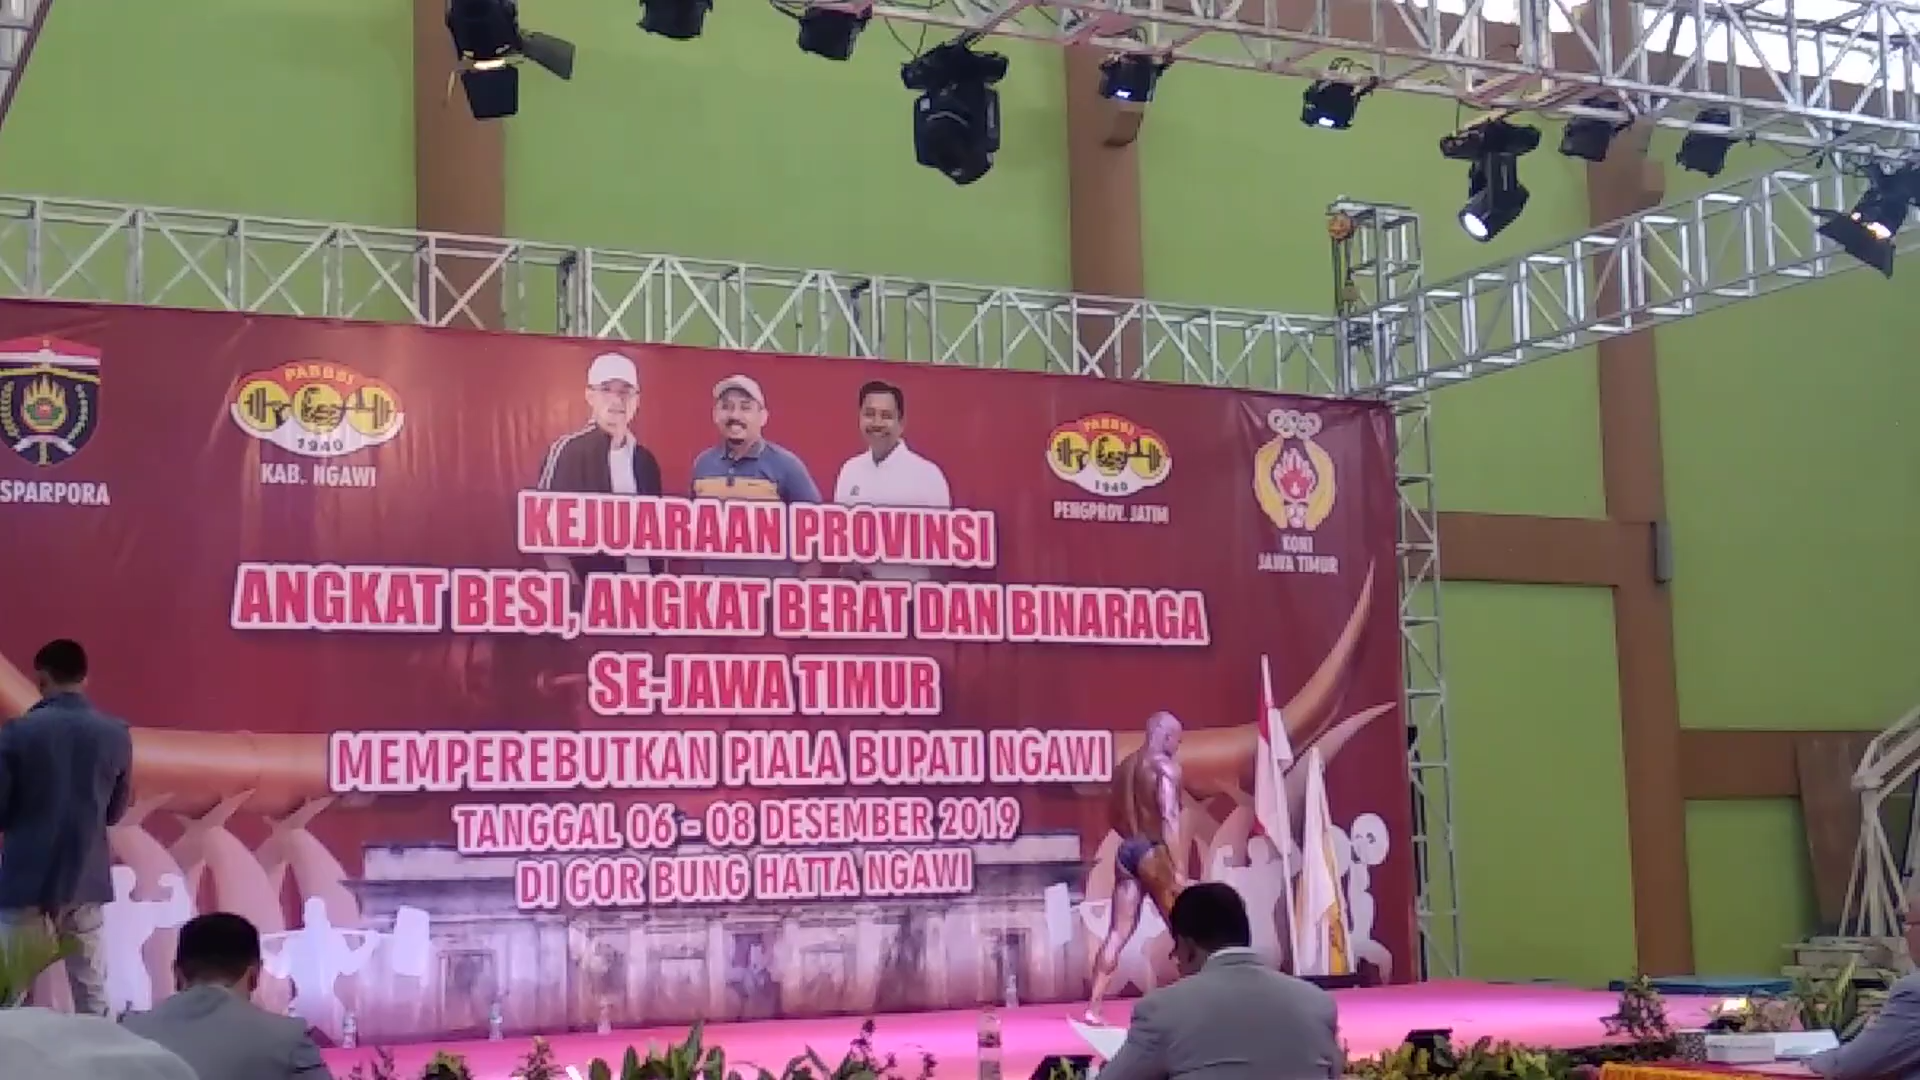 SPARPORA
PABBSI
1940
KAB. NGAWI
PABBSI
1940
PENGPROV. JATIM
KONI
JAWA TIMUR
KEJUARAAN PROVINSI
ANGKAT BESI, ANGKAT BERAT DAN BINARAGA
SE-JAWA TIMUR
MEMPEREBUTKAN PIALA BUPATI NGAWI
TANGGAL 06 - 08 DESEMBER 2019
DI GOR BUNG HATTA NGAWI